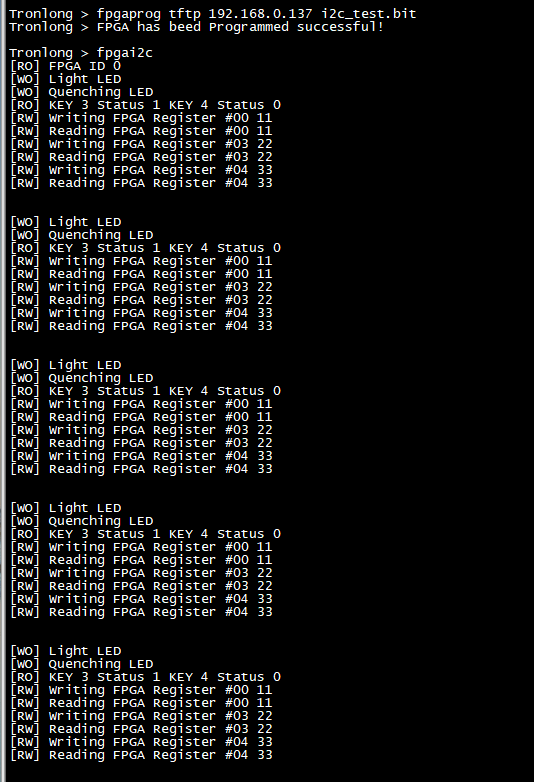 Tronlong > fpgaprog tftp 192.168.0.137 i2c_test.bit
Tronlong > FPGA has beed Programmed successful!
Tronlong > fpgai2c
[RO] FPGA ID 0
[WO] Light LED
[WO] Quenching LED
[RO] KEY 3 Status 1 KEY 4 Status 0
[RW] Writing FPGA Register #00 11
[RW] Reading FPGA Register #00 11
[RW] Writing FPGA Register #03 22
[RW] Reading FPGA Register #03 22
[RW] Writing FPGA Register #04 33
[RW] Reading FPGA Register #04 33
[WO] Light LED
[WO] Quenching LED
[RO] KEY 3 Status 1 KEY 4 Status 0
[RW] Writing FPGA Register #00 11
[RW] Reading FPGA Register #00 11
[RW] Writing FPGA Register #03 22
[RW] Reading FPGA Register #03 22
[RW] Writing FPGA Register #04 33
[RW] Reading FPGA Register #04 33
[WO] Light LED
[WO] Quenching LED
[RO] KEY 3 Status 1 KEY 4 Status 0
[RW] Writing FPGA Register #00 11
[RW] Reading FPGA Register #00 11
[RW] Writing FPGA Register #03 22
[RW] Reading FPGA Register #03 22
[RW] Writing FPGA Register #04 33
[RW] Reading FPGA Register #04 33
[WO] Light LED
[WO] Quenching LED
[RO] KEY 3 Status 1 KEY 4 Status 0
[RW] Writing FPGA Register #00 11
[RW] Reading FPGA Register #00 11
[RW] Writing FPGA Register #03 22
[RW] Reading FPGA Register #03 22
[RW] Writing FPGA Register #04 33
[RW] Reading FPGA Register #04 33
[WO] Light LED
[WO] Quenching LED
[RO] KEY 3 Status 1 KEY 4 Status 0
[RW] Writing FPGA Register #00 11
[RW] Reading FPGA Register #00 11
[RW] Writing FPGA Register #03 22
[RW] Reading FPGA Register #03 22
[RW] Writing FPGA Register #04 33
[RW] Reading FPGA Register #04 33